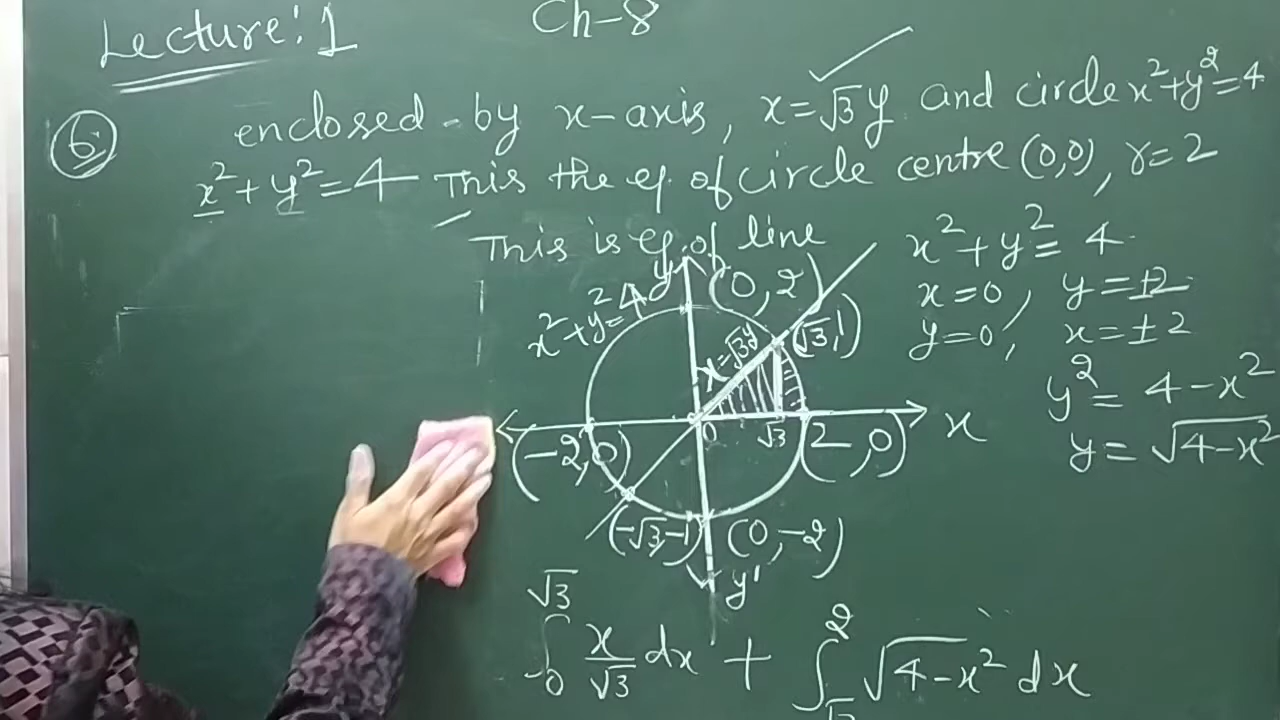 Lecture: 1
Ch-8
6 enclosed by x-axis, x=√3y and circle x²+y²=4
x²+y²=4 This the eq. of circle centre (0,0), r=2
This is eq. of line
x²+y²=4
x=0, y=±2
y=0, x=±2
y²=4-x²
y=√4-x²
y
(0,2)
x²+y²=4
x=√3y
(√3,1)
0
√3
(2,0)
x
(-2,0)
(-√3,-1)
(0,-2)
y'
∫₀^√3 x/√3 dx + ∫^2 √4-x² dx